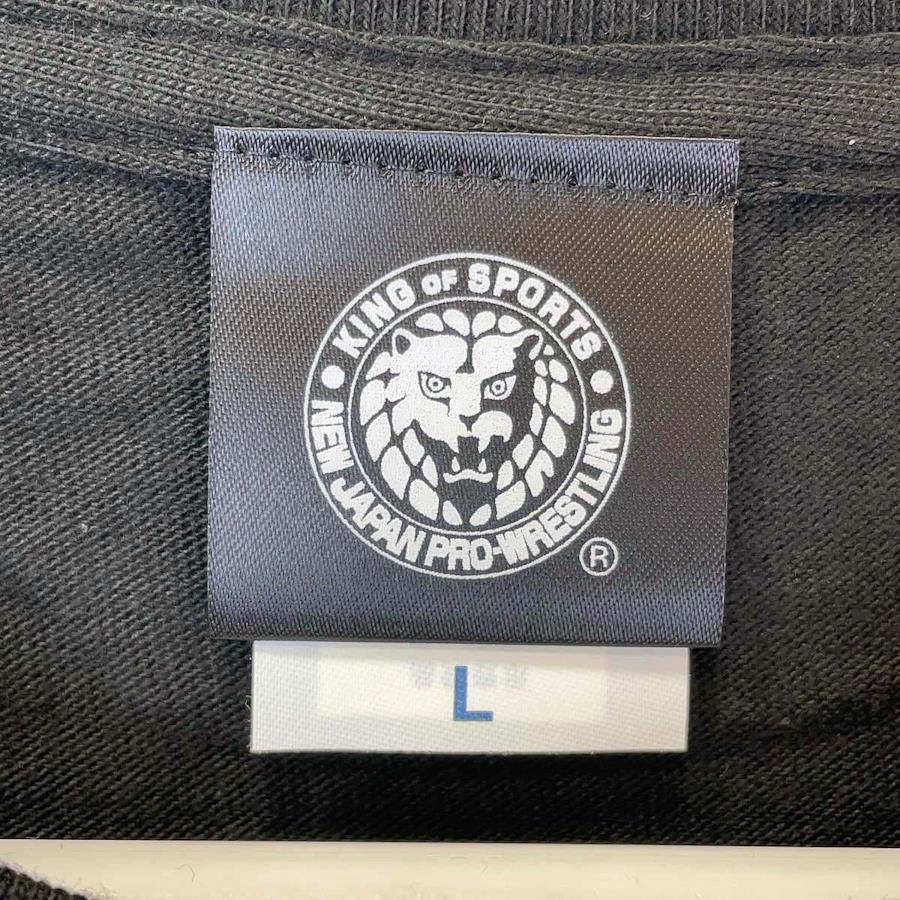 KING OF SPORTS
NEW JAPAN PRO-WRESTLING
®
L